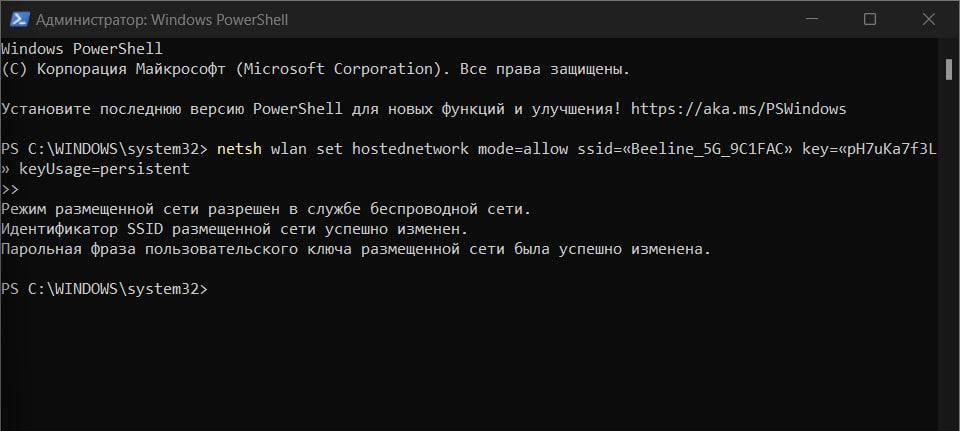 Администратор: Windows PowerShell
Windows PowerShell
(C) Корпорация Майкрософт (Microsoft Corporation). Все права защищены.
Установите последнюю версию PowerShell для новых функций и улучшения! https://aka.ms/PSWindows
PS C:\WINDOWS\system32> netsh wlan set hostednetwork mode=allow ssid=«Beeline_5G_9C1FAC» key=«pH7uKa7f3L
» keyUsage=persistent
>>
Режим размещенной сети разрешен в службе беспроводной сети.
Идентификатор SSID размещенной сети успешно изменен.
Парольная фраза пользовательского ключа размещенной сети была успешно изменена.
PS C:\WINDOWS\system32>